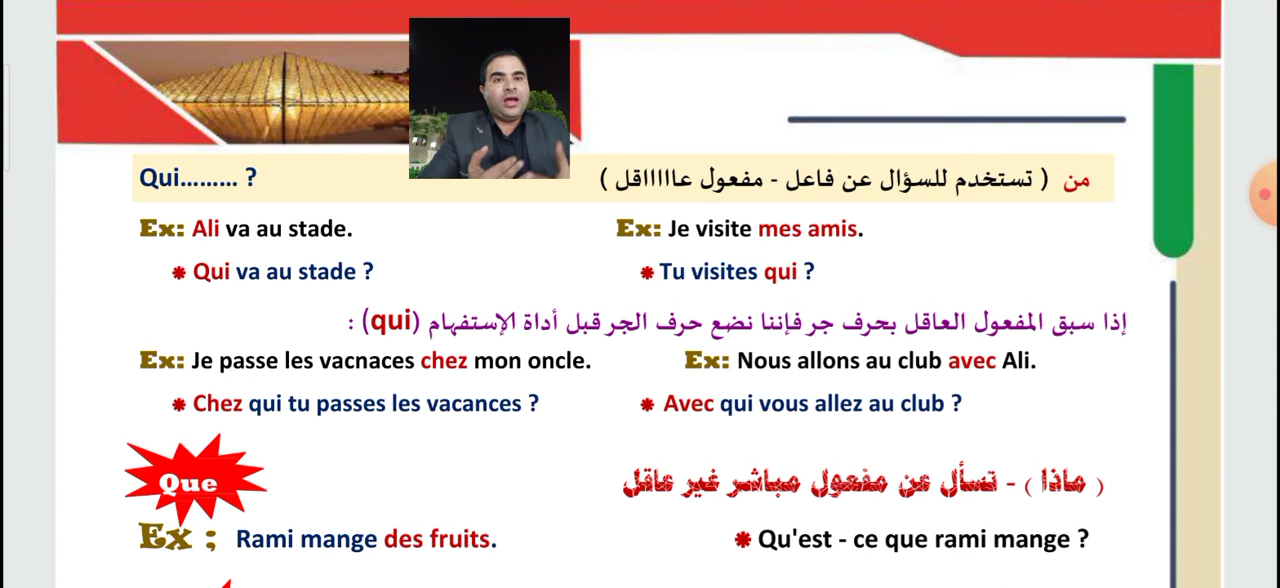 Qui......... ? من ( تستخدم للسؤال عن فاعل - مفعول عاااااقل )
Ex: Ali va au stade. Ex: Je visite mes amis.
⁕ Qui va au stade ? ⁕ Tu visites qui ?
إذا سبق المفعول العاقل بحرف جر فإننا نضع حرف الجر قبل أداة الإستفهام (qui) :
Ex: Je passe les vacnaces chez mon oncle. Ex: Nous allons au club avec Ali.
⁕ Chez qui tu passes les vacances ? ⁕ Avec qui vous allez au club ?
Que ( ماذا ) - تسأل عن مفعول مباشر غير عاقل
Ex ; Rami mange des fruits. ⁕ Qu'est - ce que rami mange ?